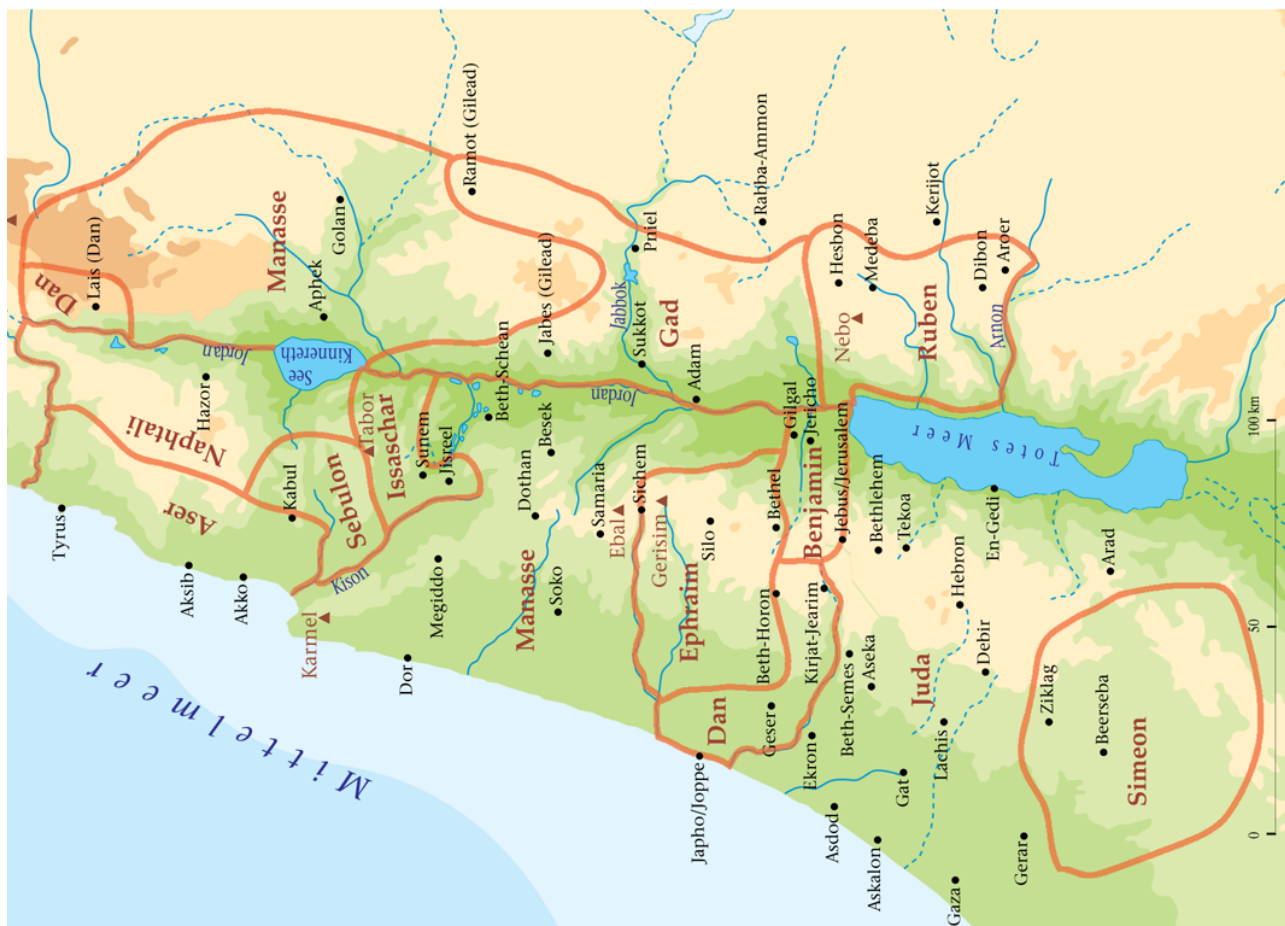 Tyrus
Dan
Lais (Dan)
Naphtali
Aser
Aksib
Hazor
Jordan
Akko
Manasse
Kabul
See
Kinnereth
Aphek
Golan
Karmel
Kison
Sebulon
Tabor
Issaschar
Mittelmeer
Dor
Megiddo
Sunem
Jisreel
Ramot (Gilead)
Beth-Schean
Manasse
Dothan
Besek
Jabes (Gilead)
Soko
Samaria
Ebal
Jordan
Jabbok
Sichem
Sukkot
Pniel
Gerisim
Ephraim
Gad
Adam
Japho/Joppe
Silo
Dan
Rabba-Ammon
Geser
Beth-Horon
Bethel
Gilgal
Ekron
Kirjat-Jearim
Benjamin
Jericho
Asdod
Beth-Semes
Jebus/Jerusalem
Nebo
Hesbon
Aseka
Askalon
Bethlehem
Medeba
Gat
Tekoa
Juda
Ruben
Kerijot
Lachis
Hebron
Gaza
Debir
En-Gedi
Totes Meer
Dibon
Arnon
Aroer
Gerar
Ziklag
Arad
Beerseba
Simeon
0
50
100 km